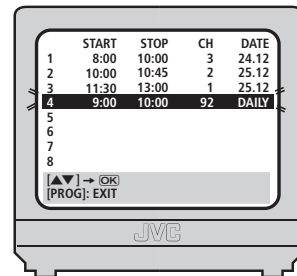 START STOP CH DATE
1 8:00 10:00 3 24.12
2 10:00 10:45 2 25.12
3 11:30 13:00 1 25.12
4 9:00 10:00 92 DAILY
5
6
7
8
[▲▼] → OK
[PROG]: EXIT
JVC